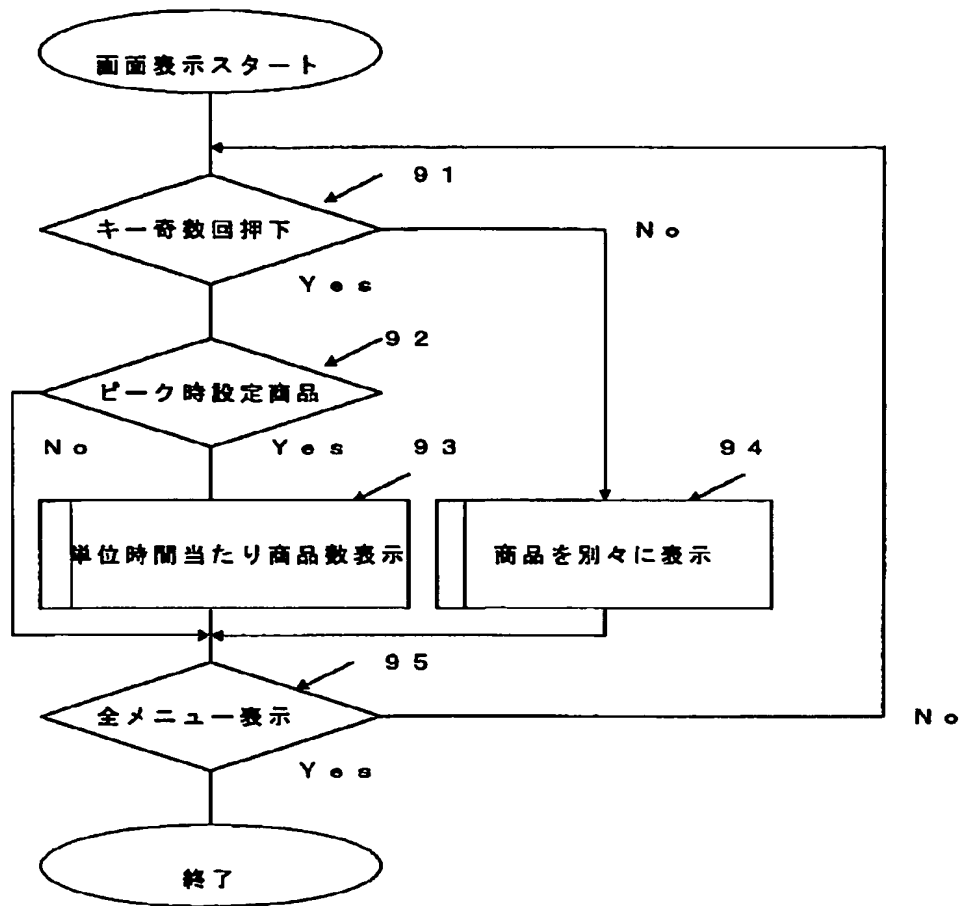 画面表示スタート
91
キー奇数回押下
No
Yes
92
ピーク時設定商品
No
Yes
93
94
単位時間当たり商品数表示
商品を別々に表示
95
全メニュー表示
No
Yes
終了